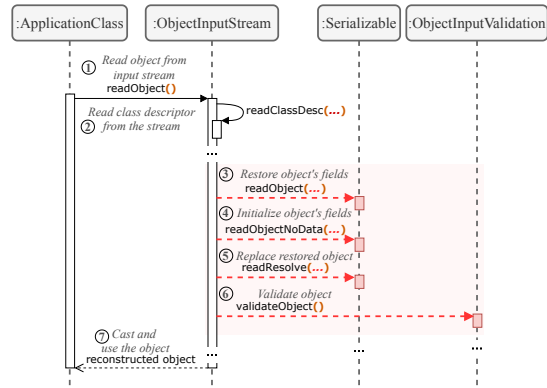 :ApplicationClass :ObjectInputStream :Serializable :ObjectInputValidation
① Read object from
input stream
readObject()
② Read class descriptor
from the stream
readClassDesc(...)
...
③ Restore object's fields
readObject(...)
④ Initialize object's fields
readObjectNoData(...)
⑤ Replace restored object
readResolve(...)
⑥ Validate object
validateObject()
... ... ...
⑦ Cast and
use the object
reconstructed object